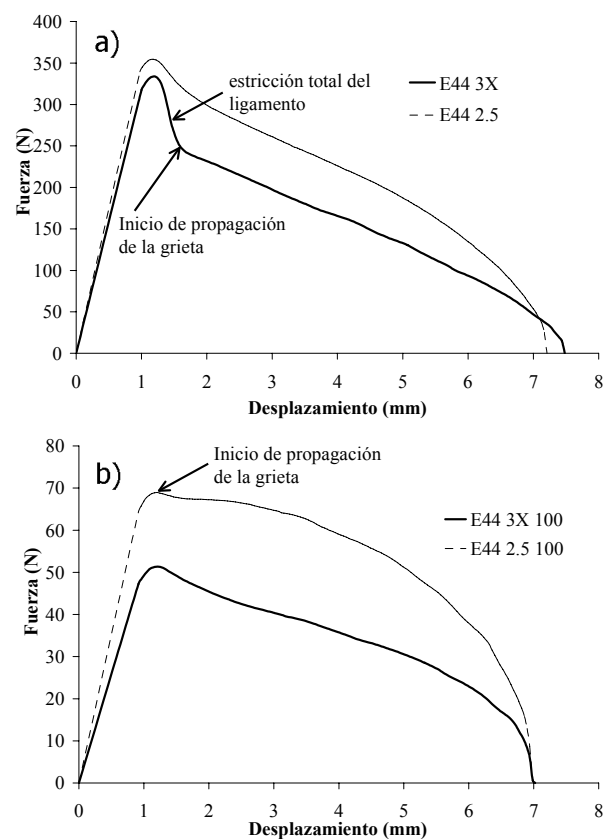 a)
400
350
300
250
200
150
100
50
0
Fuerza (N)
estricción total del
ligamento
E44 3X
E44 2.5
Inicio de propagación
de la grieta
0 1 2 3 4 5 6 7 8
Desplazamiento (mm)
b)
80
70
60
50
40
30
20
10
0
Fuerza (N)
Inicio de propagación
de la grieta
E44 3X 100
E44 2.5 100
0 1 2 3 4 5 6 7 8
Desplazamiento (mm)